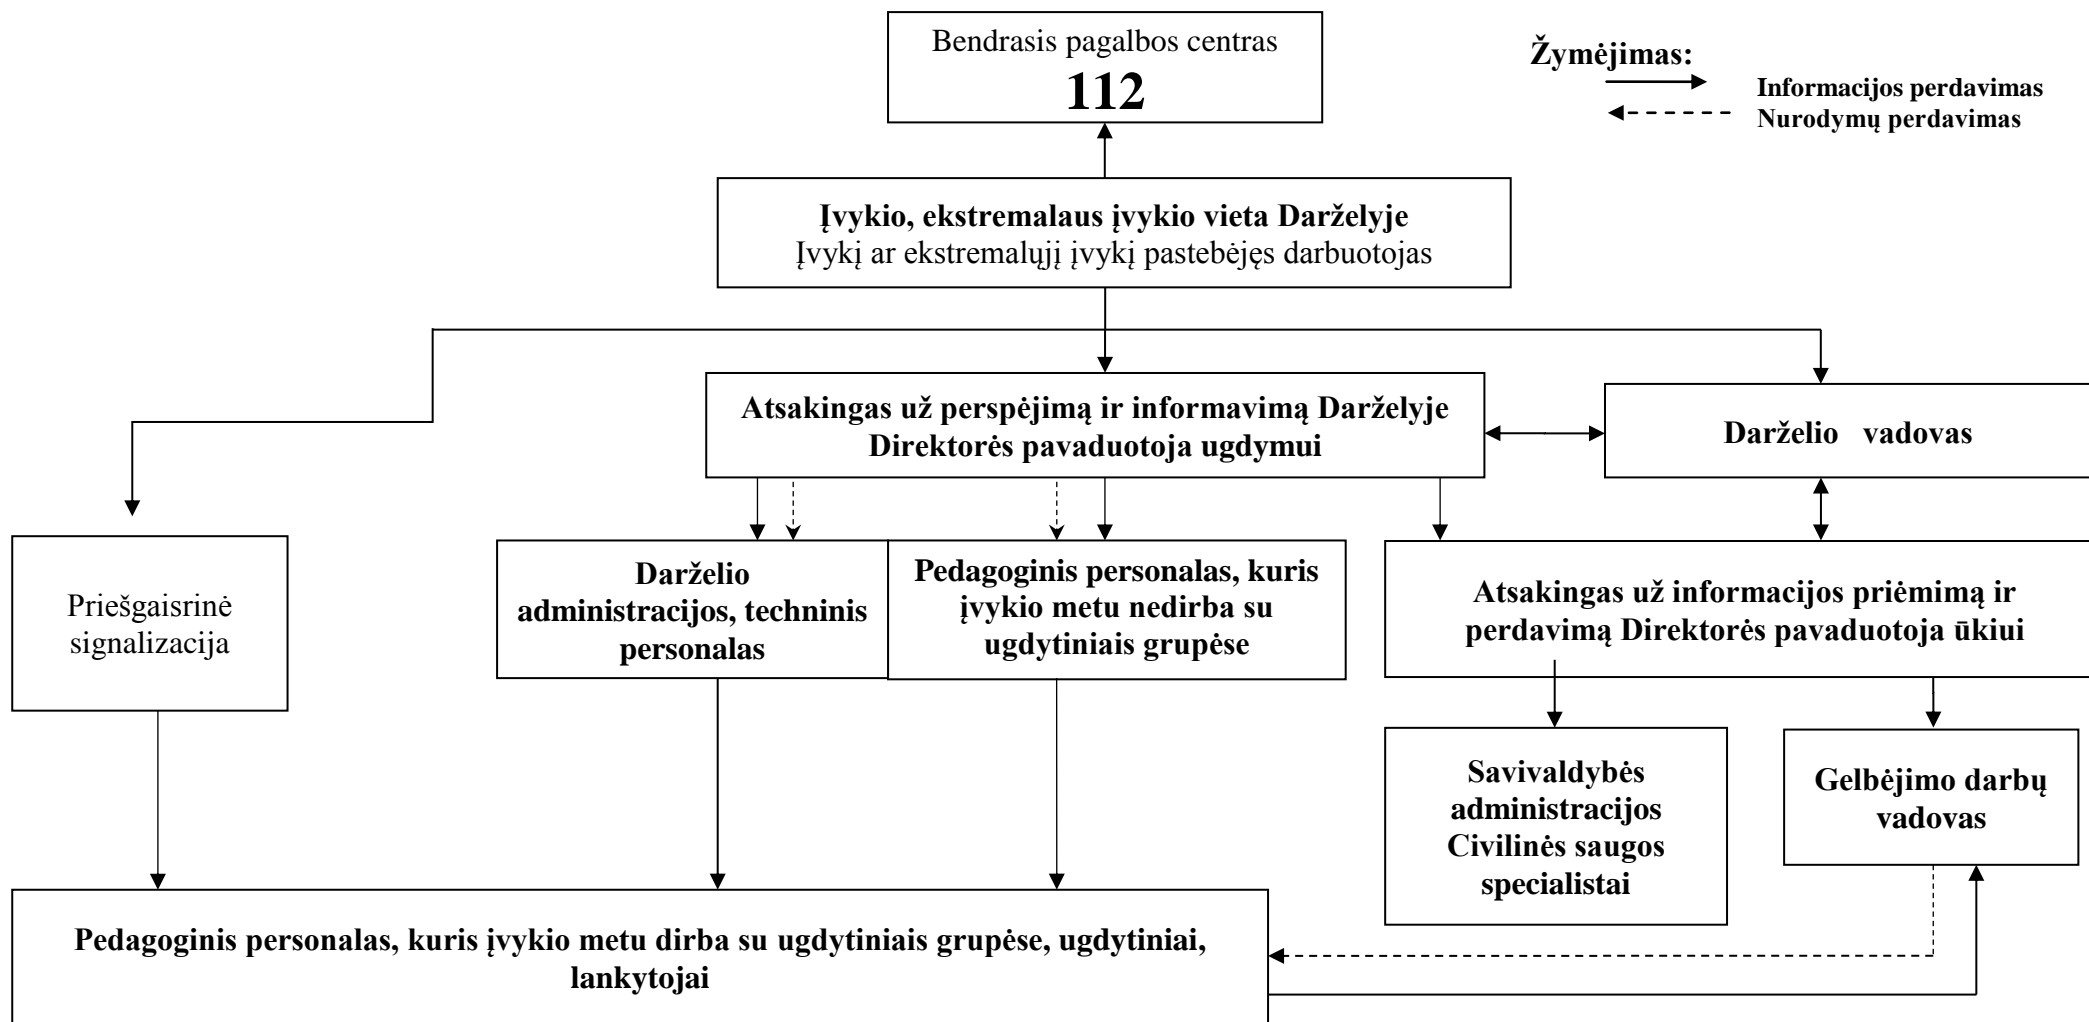 Bendrasis pagalbos centras
112
Žymėjimas:
Informacijos perdavimas
Nurodymų perdavimas
Įvykio, ekstremalaus įvykio vieta Darželyje
Įvykį ar ekstremalųjį įvykį pastebėjęs darbuotojas
Atsakingas už perspėjimą ir informavimą Darželyje
Direktorės pavaduotoja ugdymui
Darželio vadovas
Priešgaisrinė
signalizacija
Darželio
administracijos, techninis
personalas
Pedagoginis personalas, kuris
įvykio metu nedirba su
ugdytiniais grupėse
Atsakingas už informacijos priėmimą ir
perdavimą Direktorės pavaduotoja ūkiui
Savivaldybės
administracijos
Civilinės saugos
specialistai
Gelbėjimo darbų
vadovas
Pedagoginis personalas, kuris įvykio metu dirba su ugdytiniais grupėse, ugdytiniai,
lankytojai